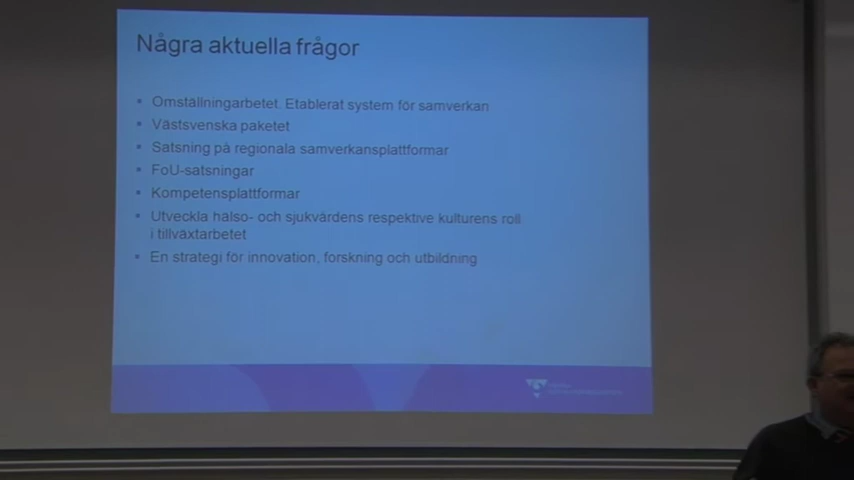 Några aktuella frågor
Omställningarbetet. Etablerat system för samverkan
Västsvenska paketet
Satsning på regionala samverkansplattformar
FoU-satsningar
Kompetensplattformar
Utveckla hälso- och sjukvårdens respektive kulturens roll
i tillväxtarbetet
En strategi för innovation, forskning och utbildning